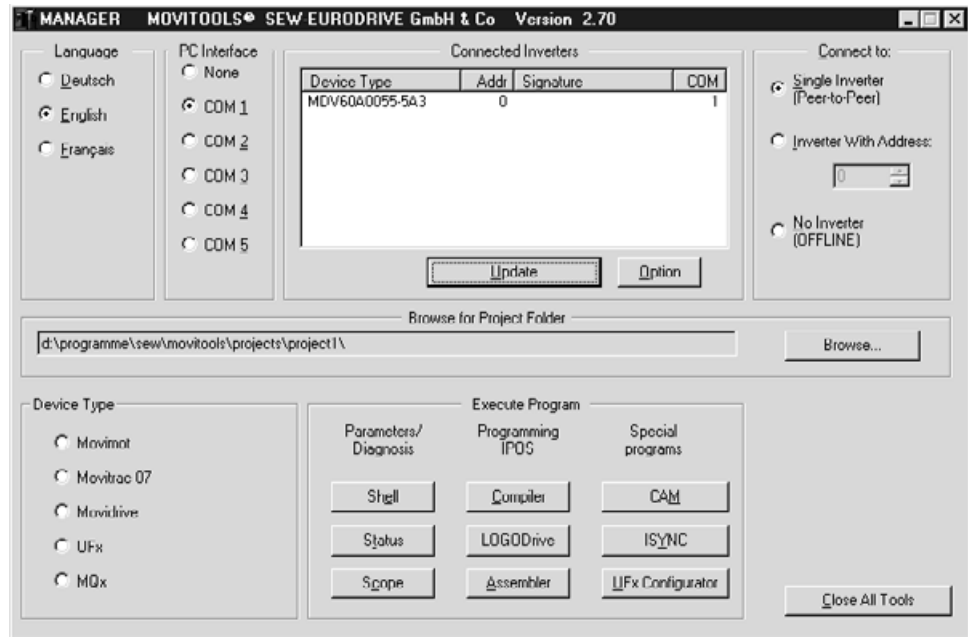 MANAGER MOVITOOLS® SEW-EURODRIVE GmbH & Co Version 2.70
Language
Deutsch
English
Français
PC Interface
None
COM 1
COM 2
COM 3
COM 4
COM 5
Connected Inverters
Device Type Addr Signature COM
MDV60A0055-5A3 0 1
Update Option
Connect to:
Single Inverter
(Peer-to-Peer)
Inverter With Address:
0
No Inverter
(OFFLINE)
Browse for Project Folder
d:\programme\sew\movitools\projects\project1\
Browse...
Device Type
Movimot
Movitrac 07
Movidrive
UFx
MQx
Execute Program
Parameters/
Diagnosis
Shell
Status
Scope
Programming
IPOS
Compiler
LOGODrive
Assembler
Special
programs
CAM
ISYNC
UFx Configurator
Close All Tools